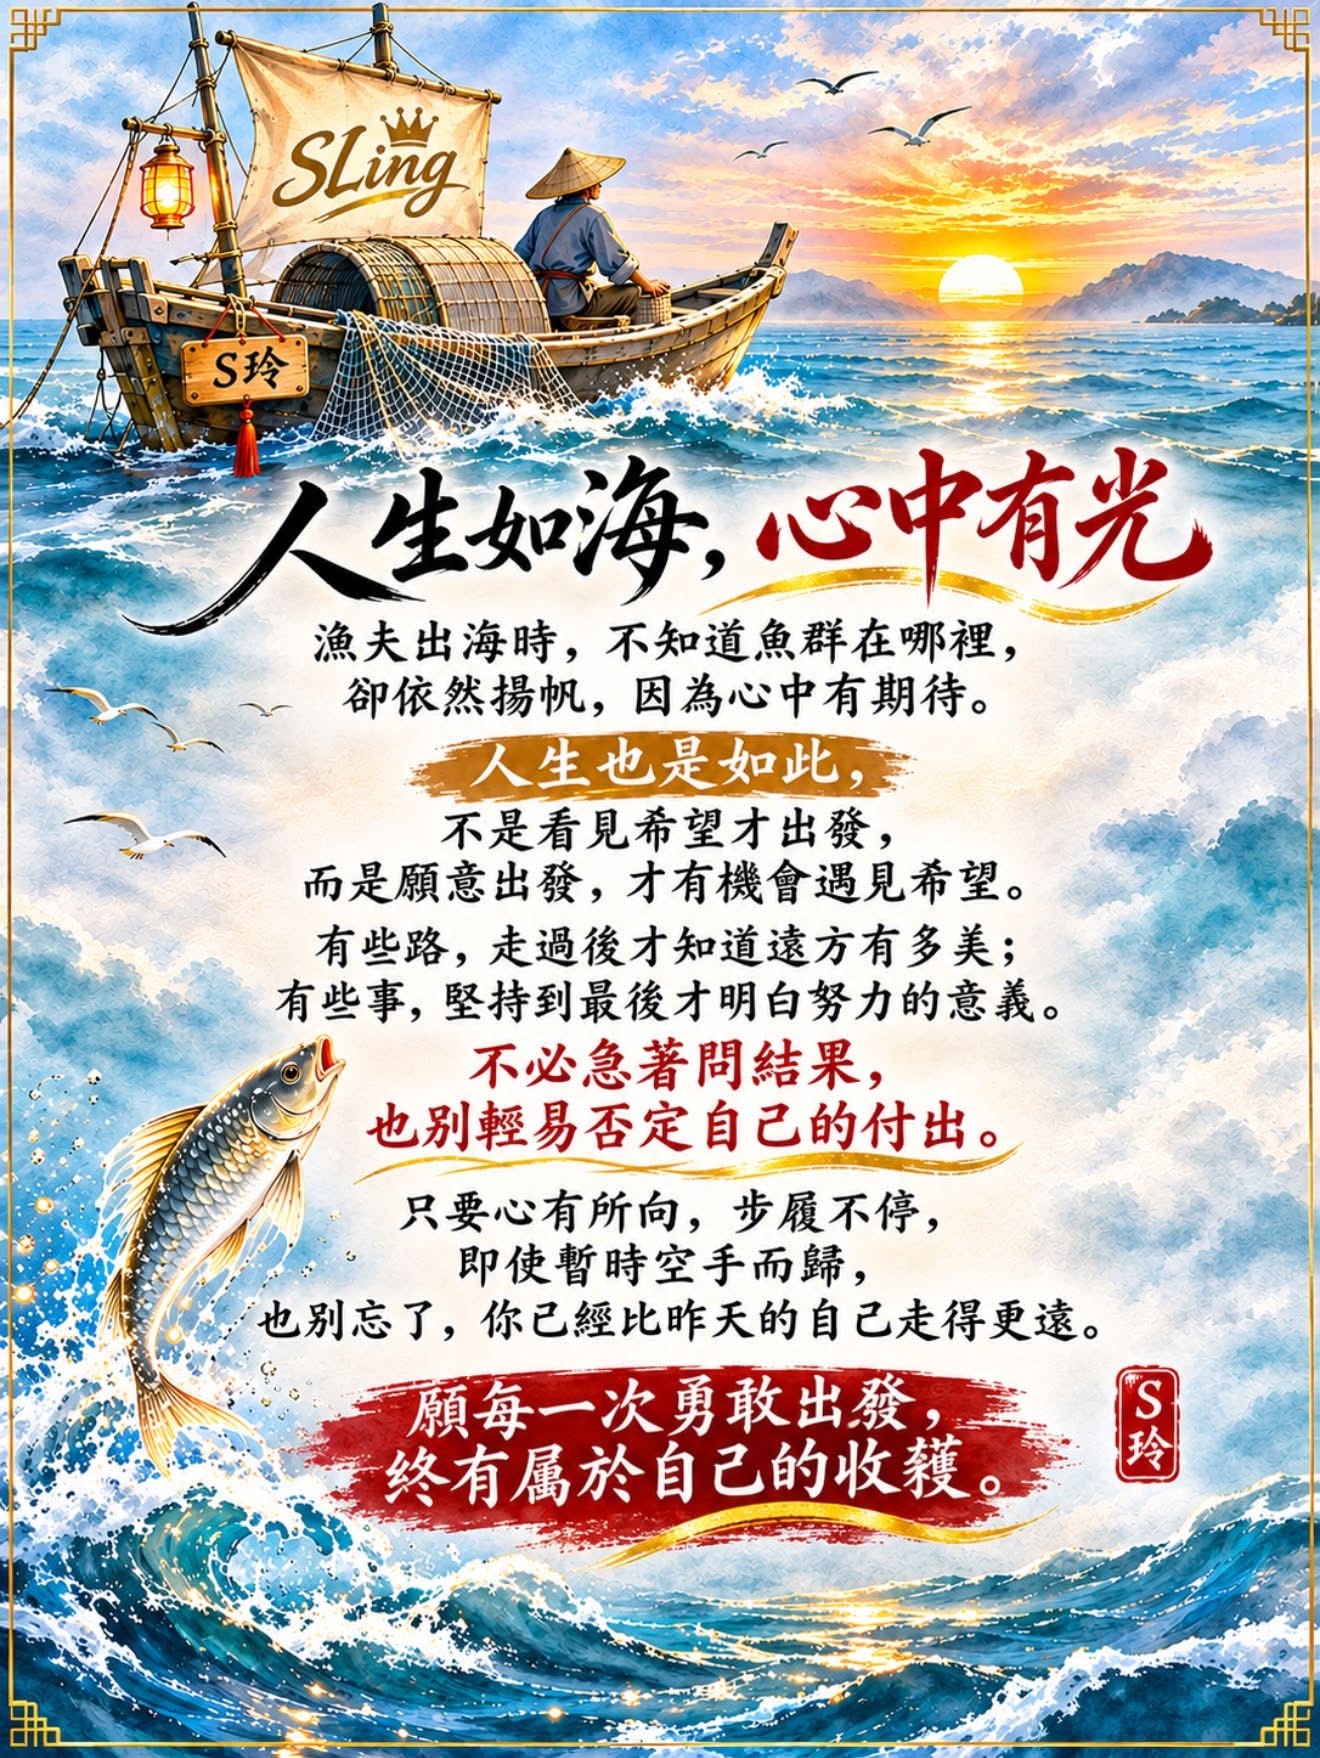 SLing
S玲
人生如海，心中有光
漁夫出海時，不知道魚群在哪裡，
卻依然揚帆，因為心中有期待。
人生也是如此，
不是看見希望才出發，
而是願意出發，才有機會遇見希望。
有些路，走過後才知道遠方有多美；
有些事，堅持到最後才明白努力的意義。
不必急著問結果，
也別輕易否定自己的付出。
只要心有所向，步履不停，
即使暫時空手而歸，
也別忘了，你已經比昨天的自己走得更遠。
願每一次勇敢出發，
終有屬於自己的收穫。
S
玲